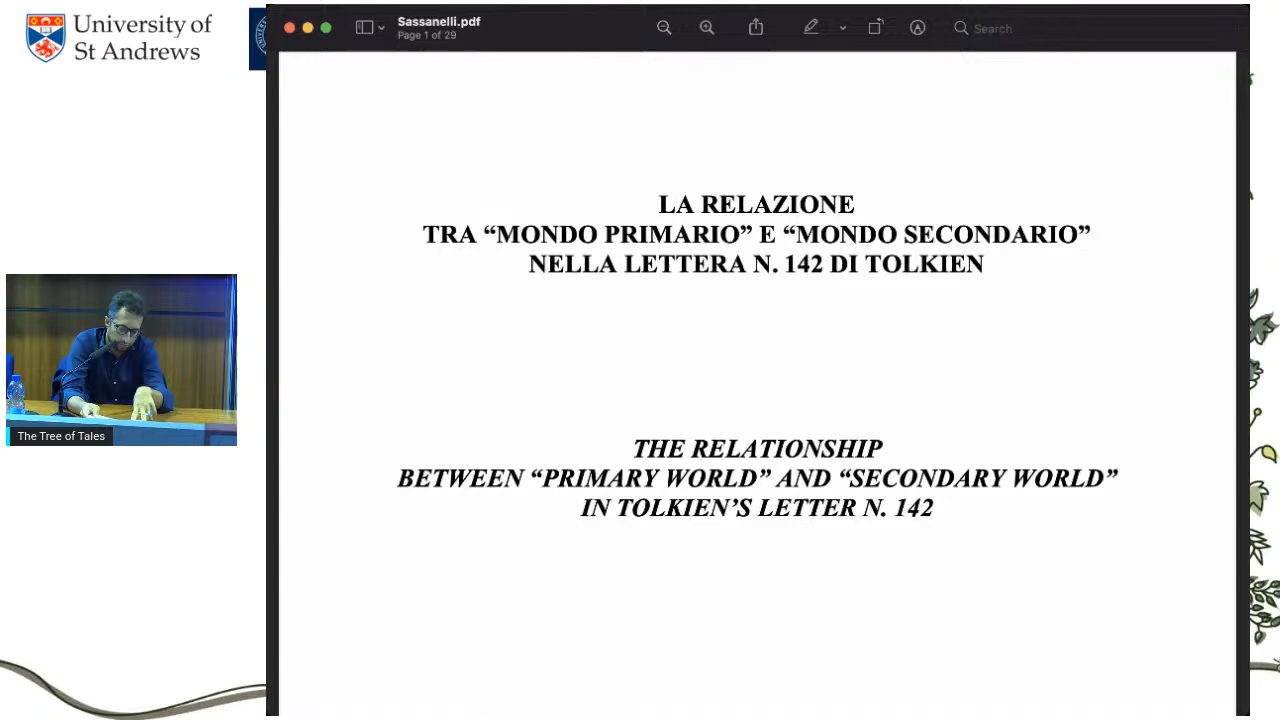 University of
St Andrews
Sassanelli.pdf
Page 1 of 29
Search
LA RELAZIONE
TRA “MONDO PRIMARIO” E “MONDO SECONDARIO”
NELLA LETTERA N. 142 DI TOLKIEN
THE RELATIONSHIP
BETWEEN “PRIMARY WORLD” AND “SECONDARY WORLD”
IN TOLKIEN’S LETTER N. 142
The Tree of Tales